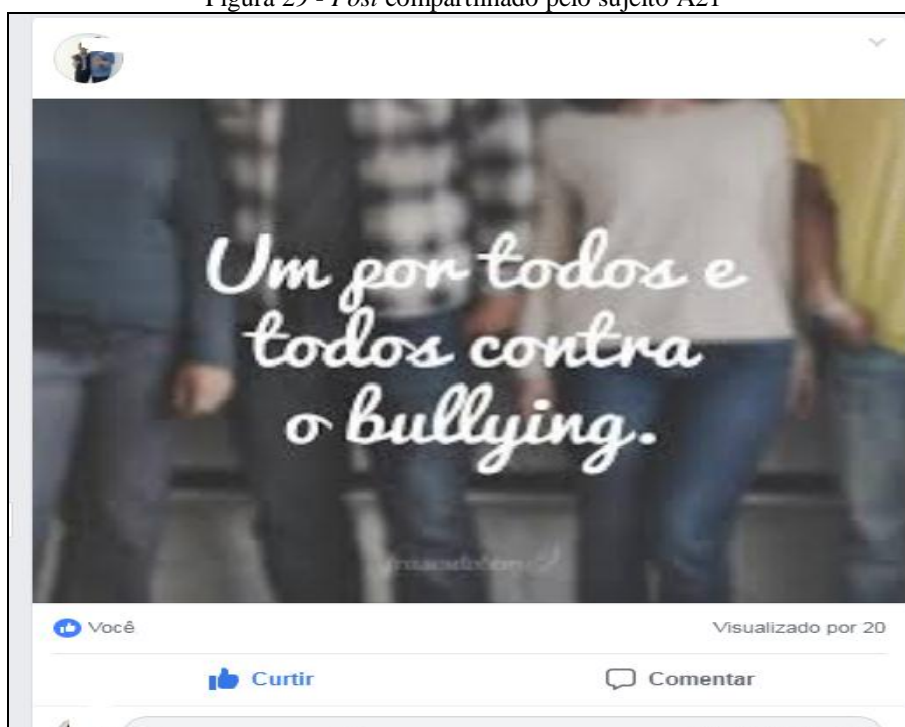 Figura 29 - Post compartilhado pelo sujeito A21
Um por todos e
todos contra
o bullying.
Você
Visualizado por 20
Curtir
Comentar